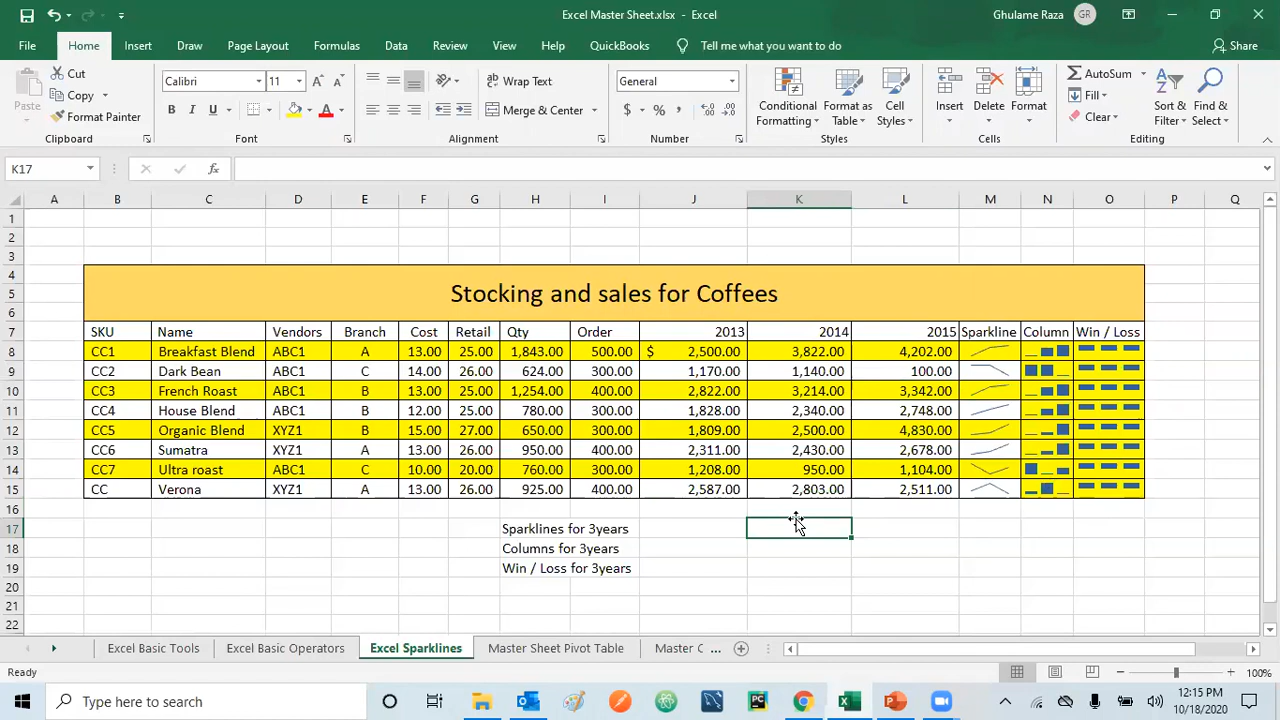 Excel Master Sheet.xlsx - Excel
Ghulame Raza
GR
File Home Insert Draw Page Layout Formulas Data Review View Help QuickBooks Tell me what you want to do Share
Cut
Copy
Format Painter
Paste
Clipboard
Calibri 11
B I U
Font
ab Wrap Text
Merge & Center
Alignment
General
$ % ,
Number
Conditional Formatting
Format as Table
Cell Styles
Styles
Insert Delete Format
Cells
AutoSum
Fill
Clear
Sort & Filter
Find & Select
Editing
K17
fx
A B C D E F G H I J K L M N O P Q
1
2
3
4
5 Stocking and sales for Coffees
6
7 SKU Name Vendors Branch Cost Retail Qty Order 2013 2014 2015 Sparkline Column Win / Loss
8 CC1 Breakfast Blend ABC1 A 13.00 25.00 1,843.00 500.00 $ 2,500.00 3,822.00 4,202.00
9 CC2 Dark Bean ABC1 C 14.00 26.00 624.00 300.00 1,170.00 1,140.00 100.00
10 CC3 French Roast ABC1 B 13.00 25.00 1,254.00 400.00 2,822.00 3,214.00 3,342.00
11 CC4 House Blend ABC1 B 12.00 25.00 780.00 300.00 1,828.00 2,340.00 2,748.00
12 CC5 Organic Blend XYZ1 B 15.00 27.00 650.00 300.00 1,809.00 2,500.00 4,830.00
13 CC6 Sumatra XYZ1 A 13.00 26.00 950.00 400.00 2,311.00 2,430.00 2,678.00
14 CC7 Ultra roast ABC1 C 10.00 20.00 760.00 300.00 1,208.00 950.00 1,104.00
15 CC Verona XYZ1 A 13.00 26.00 925.00 400.00 2,587.00 2,803.00 2,511.00
16
17 Sparklines for 3years
18 Columns for 3years
19 Win / Loss for 3years
20
21
22
Excel Basic Tools Excel Basic Operators Excel Sparklines Master Sheet Pivot Table Master C ...
Ready
100%
Type here to search
12:15 PM
10/18/2020